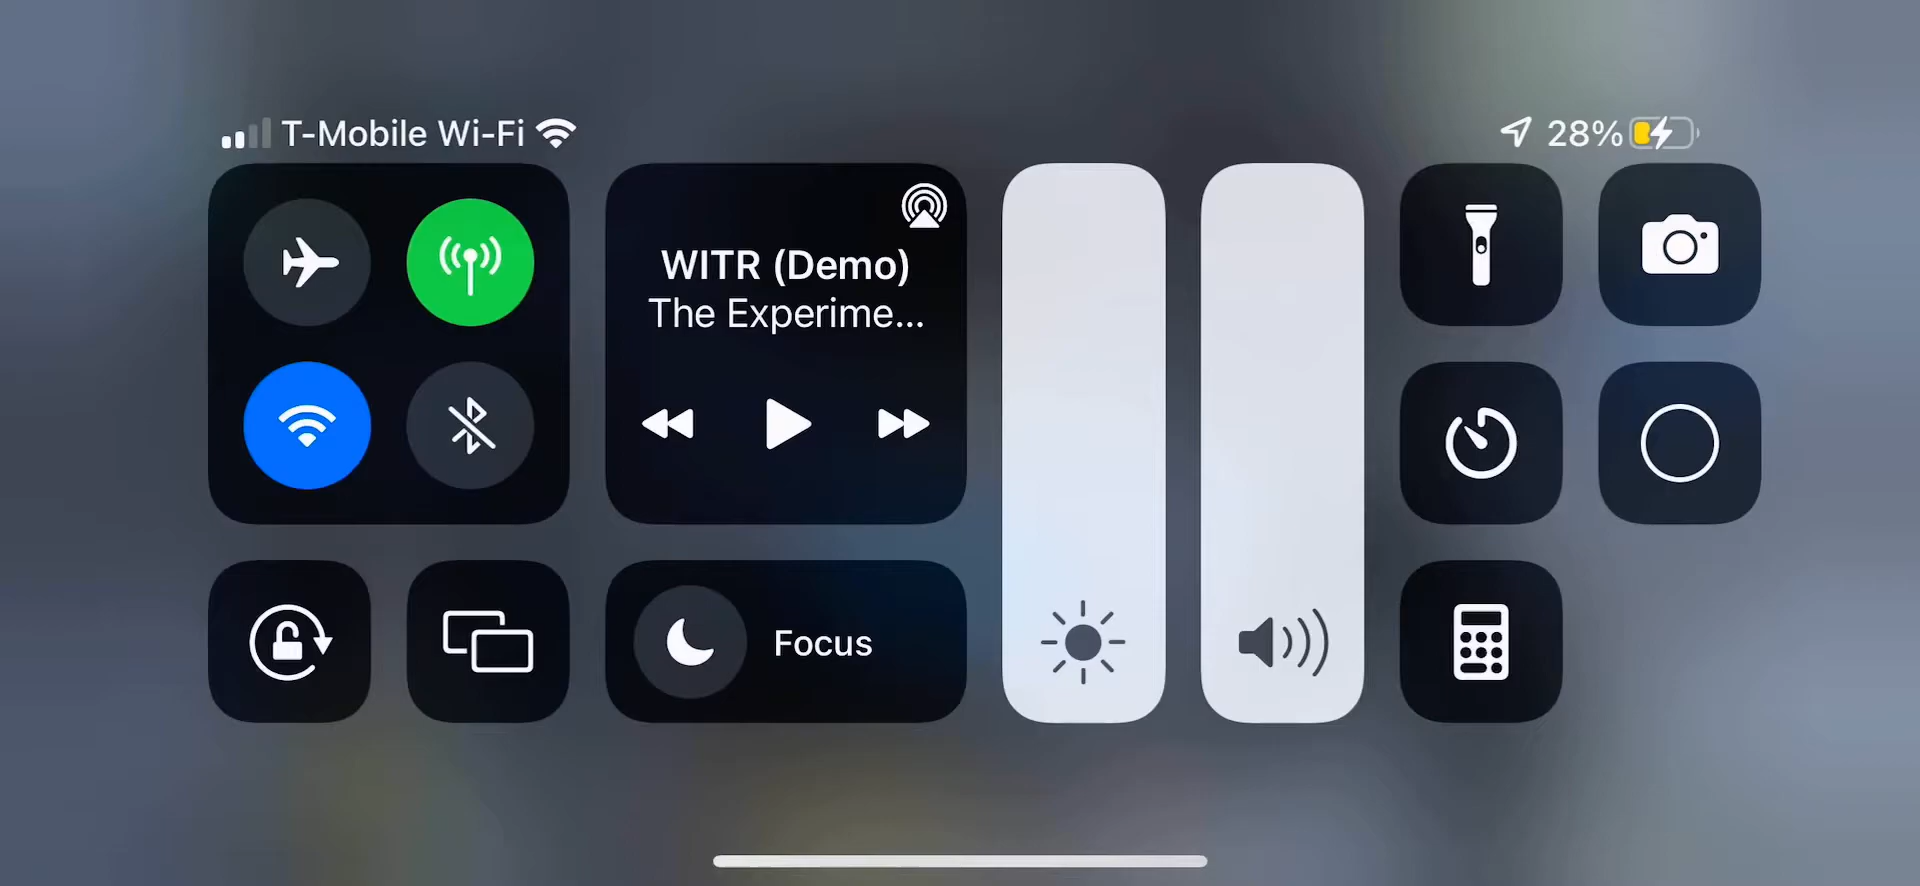 T-Mobile Wi-Fi
28%
WITR (Demo)
The Experime...
Focus